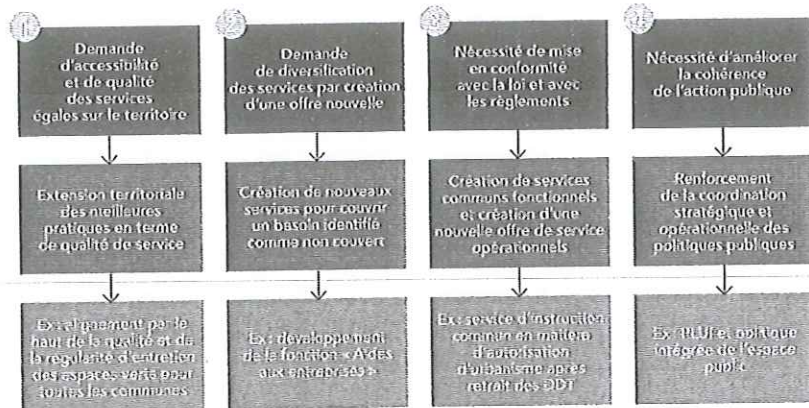 1
Demande
d'accessibilité
et de qualité
des services
égales sur le territoire
Extension territoriale
des meilleures
pratiques en terme
de qualité de service
Ex : alignement par le
haut de la qualité et de
la régularité d'entretien
des espaces verts pour
toutes les communes
2
Demande
de diversification
des services par création
d'une offre nouvelle
Création de nouveaux
services pour couvrir
un besoin identifié
comme non couvert
Ex : développement
de la fonction « Aides
aux entreprises »
3
Nécessité de mise
en conformité
avec la loi et avec
les règlements
Création de services
communs fonctionnels
et création d'une
nouvelle offre de service
opérationnels
Ex : service d'instruction
commun en matière
d'autorisation
d'urbanisme après
retrait des DDT
4
Nécessité d'améliorer
la cohérence
de l'action publique
Renforcement
de la coordination
stratégique et
opérationnelle des
politiques publiques
Ex : PLUI et politique
intégrée de l'espace
public